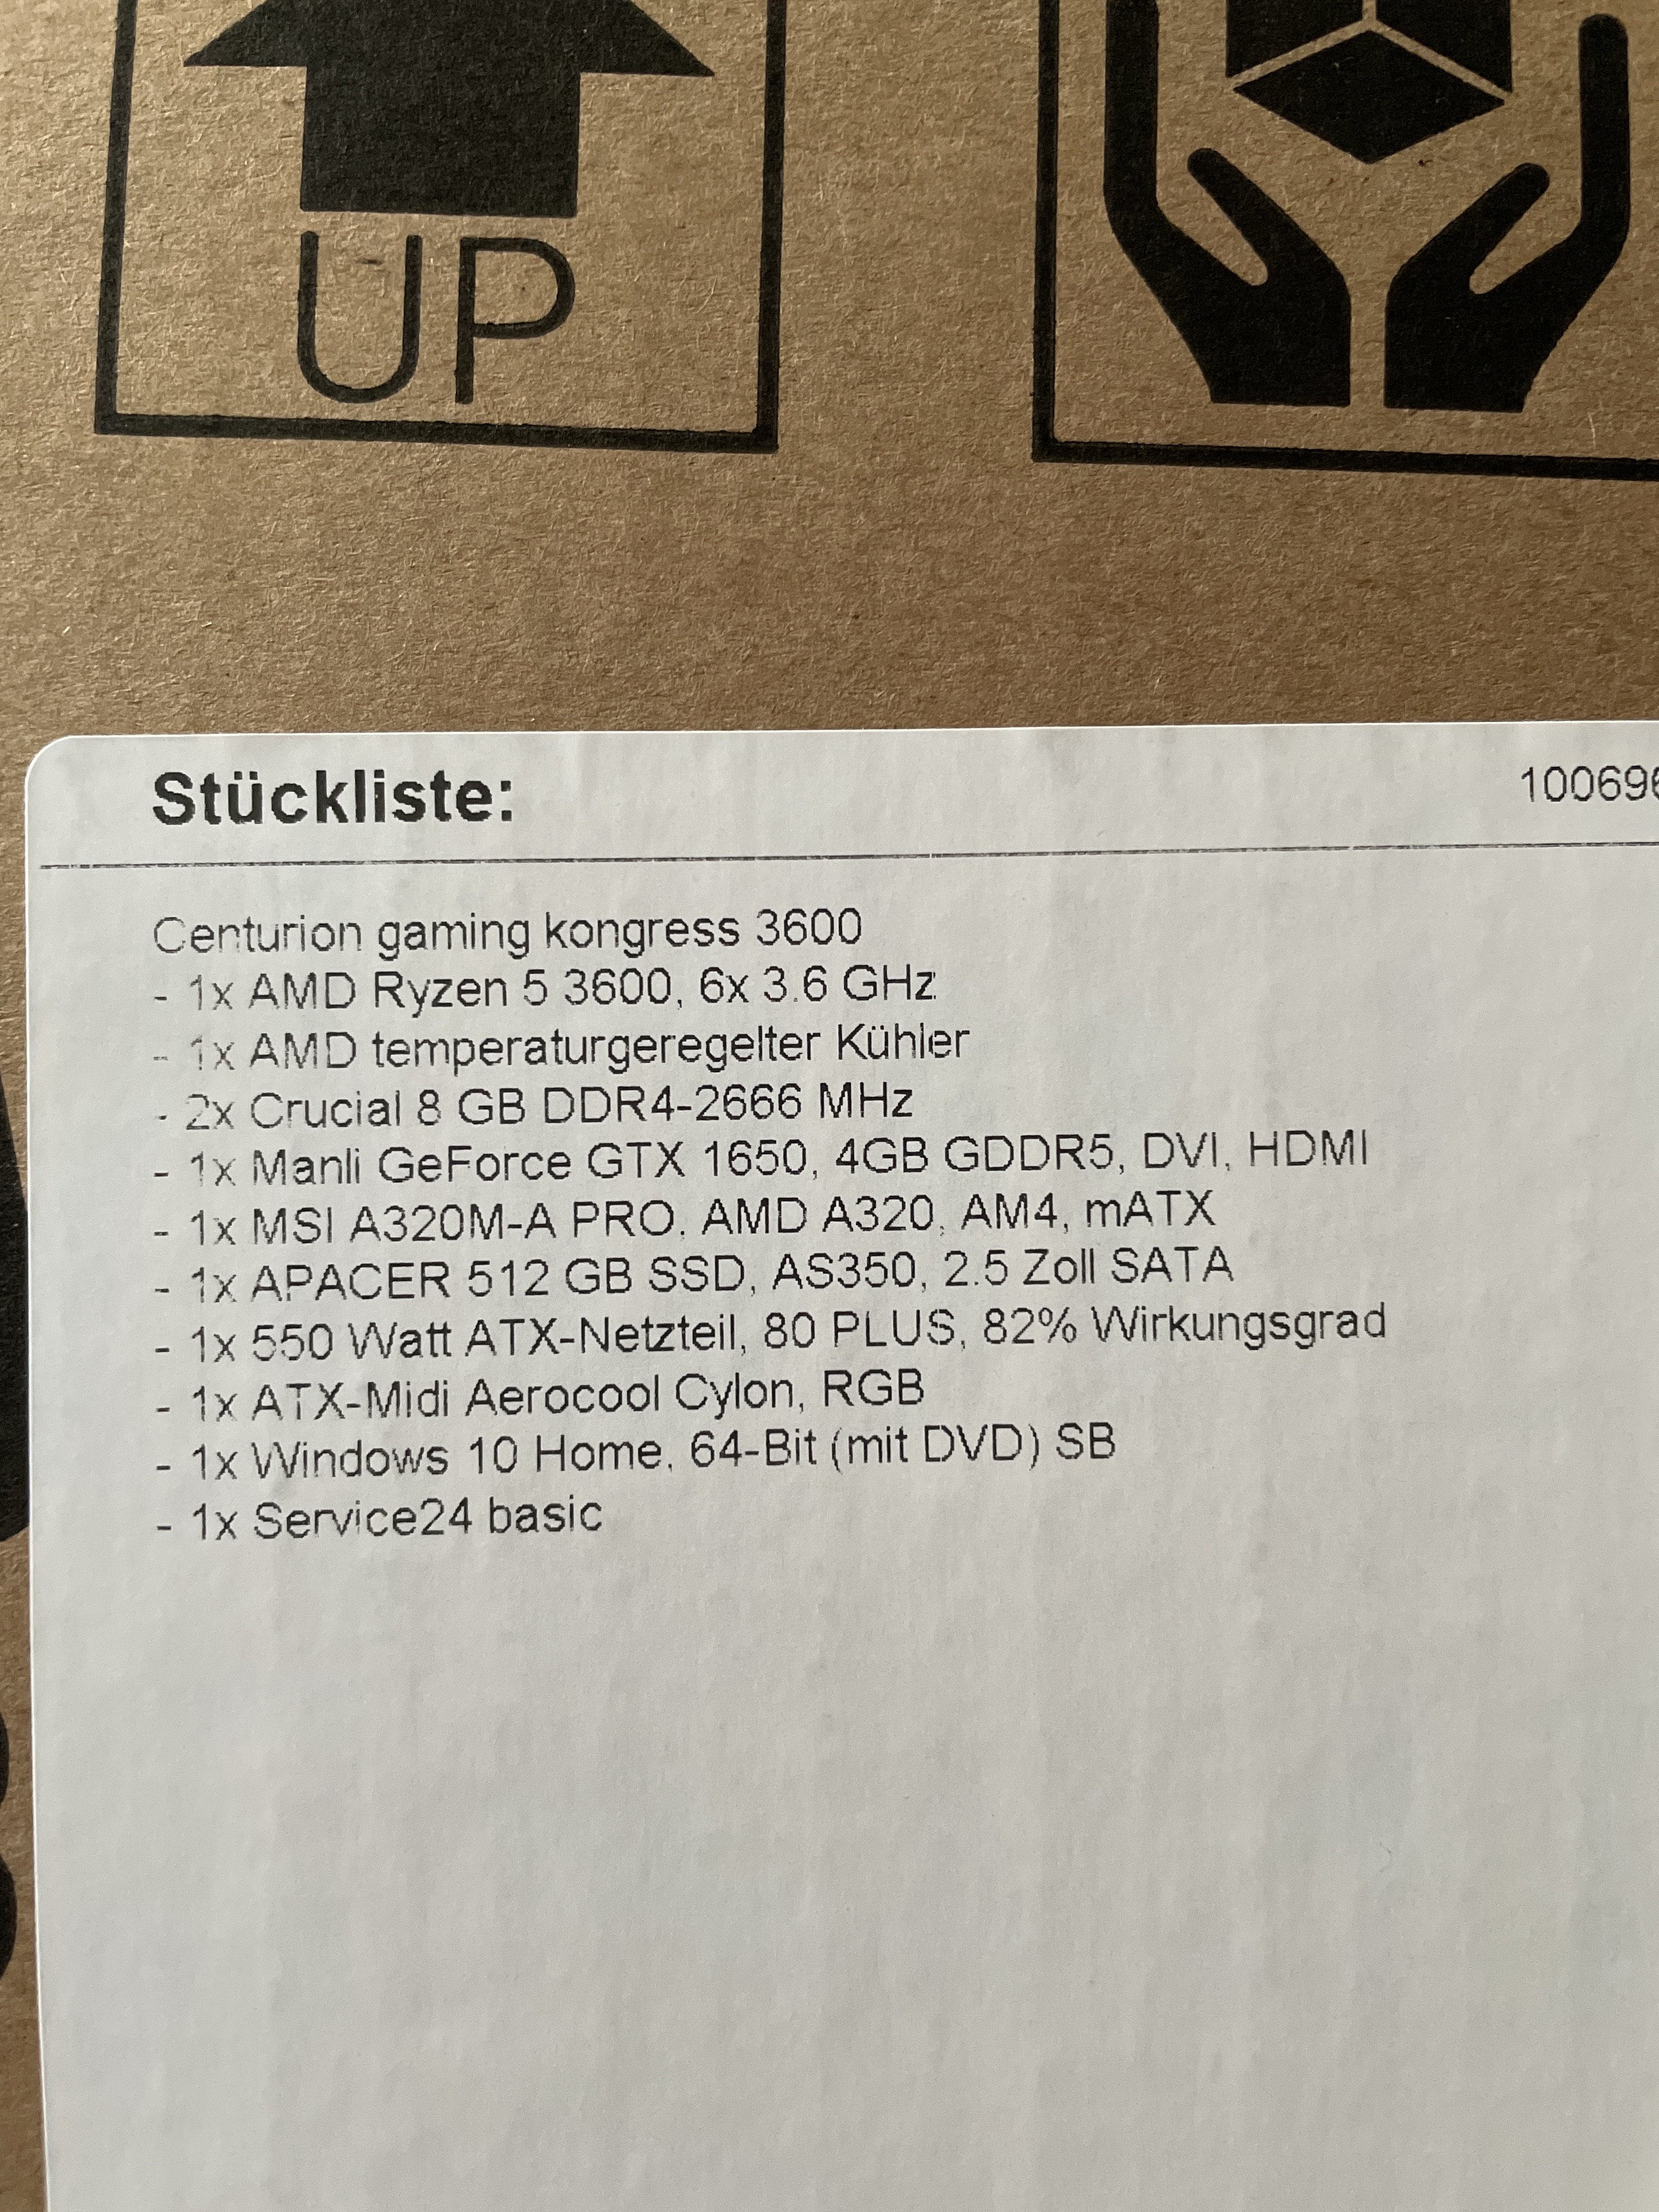 UP
Stückliste: 100696
Centurion gaming kongress 3600
- 1x AMD Ryzen 5 3600, 6x 3.6 GHz
- 1x AMD temperaturgeregelter Kühler
- 2x Crucial 8 GB DDR4-2666 MHz
- 1x Manli GeForce GTX 1650, 4GB GDDR5, DVI, HDMI
- 1x MSI A320M-A PRO, AMD A320, AM4, mATX
- 1x APACER 512 GB SSD, AS350, 2.5 Zoll SATA
- 1x 550 Watt ATX-Netzteil, 80 PLUS, 82% Wirkungsgrad
- 1x ATX-Midi Aerocool Cylon, RGB
- 1x Windows 10 Home, 64-Bit (mit DVD) SB
- 1x Service24 basic